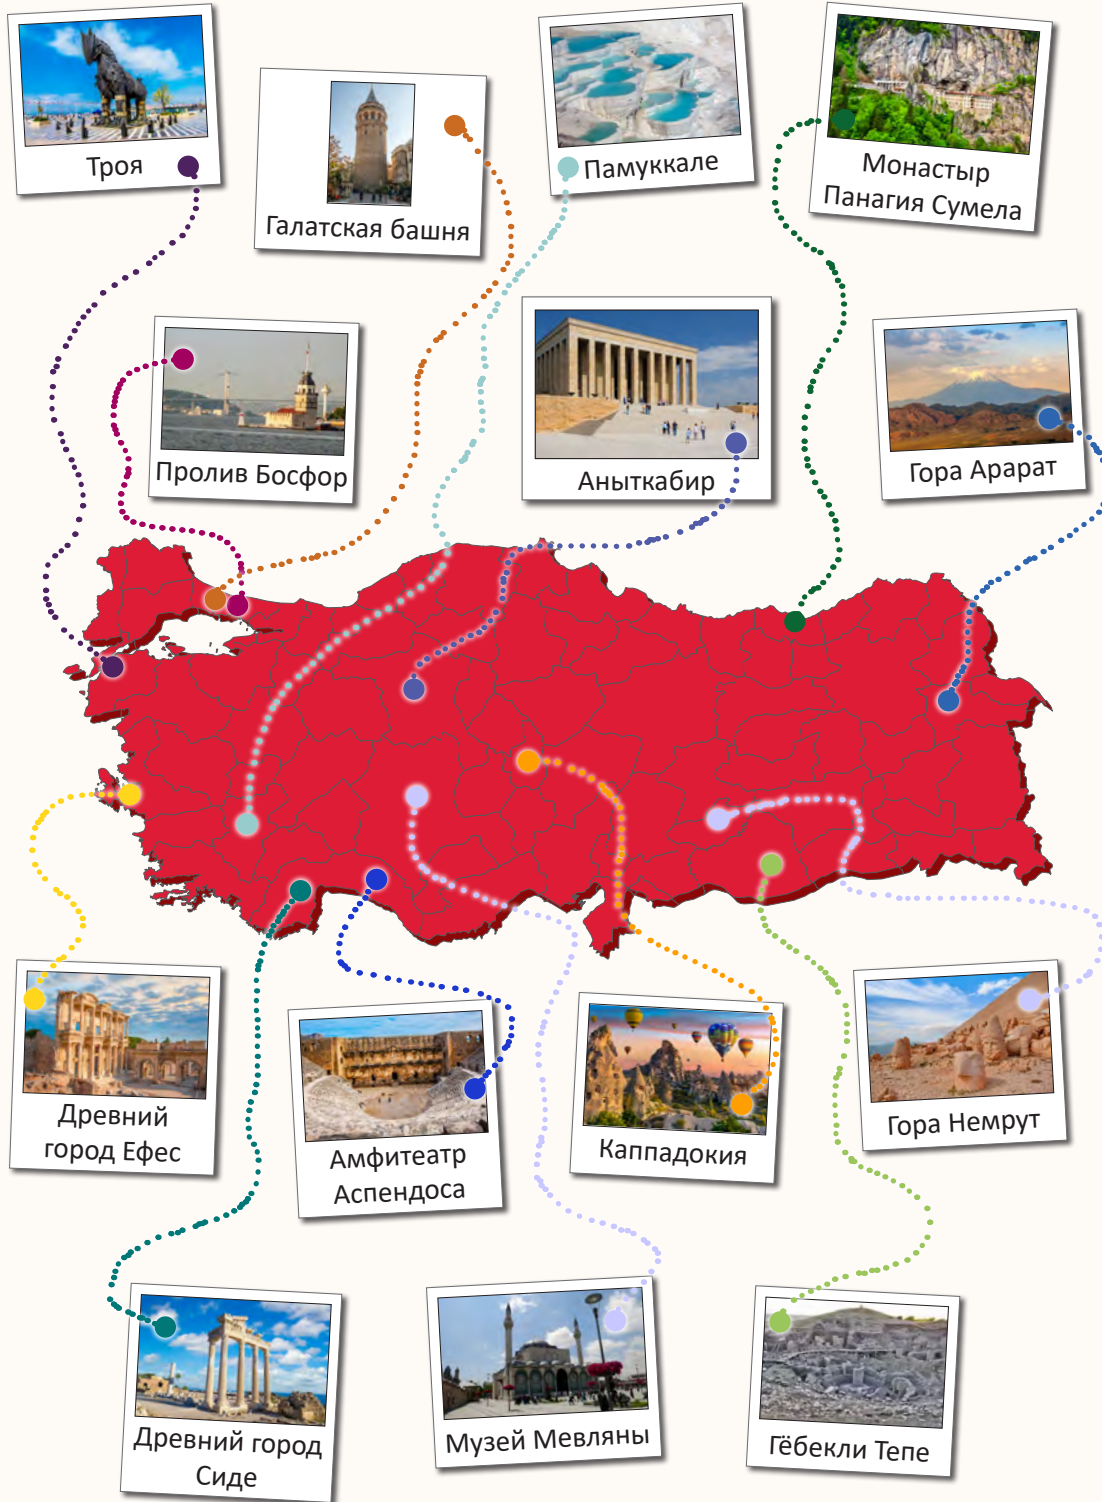 Троя
Галатская башня
Памуккале
Монастыр
Панагия Сумела
Пролив Босфор
Аныткабир
Гора Арарат
Древний
город Ефес
Амфитеатр
Аспендоса
Каппадокия
Гора Немрут
Древний город
Сиде
Музей Мевляны
Гёбекли Тепе